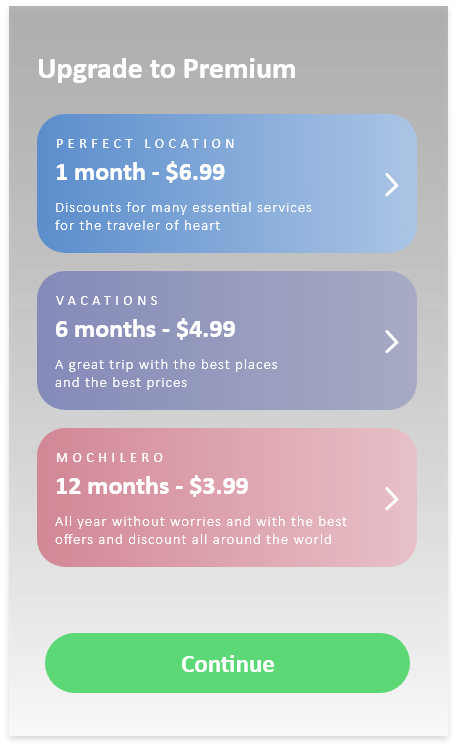 Upgrade to Premium
PERFECT LOCATION
1 month - $6.99
Discounts for many essential services
for the traveler of heart
VACATIONS
6 months - $4.99
A great trip with the best places
and the best prices
MOCHILERO
12 months - $3.99
All year without worries and with the best
offers and discount all around the world
Continue